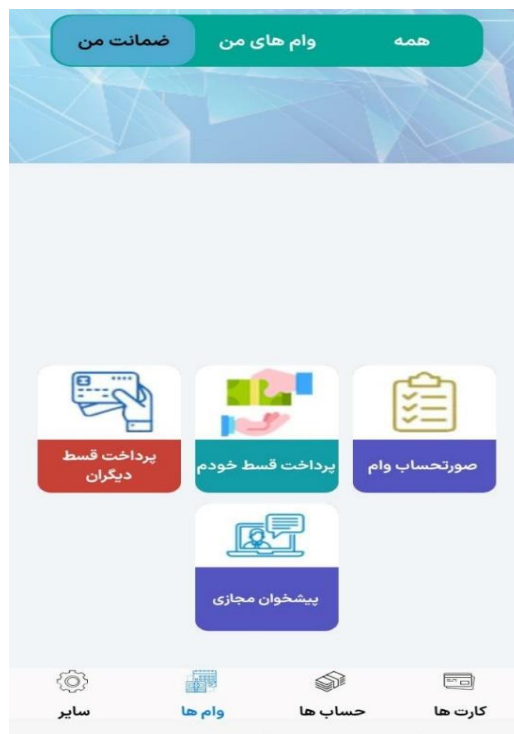 همه
وام های من
ضمانت من
صورتحساب وام
پرداخت قسط خودم
پرداخت قسط
دیگران
پیشخوان مجازی
کارت ها
حساب ها
وام ها
سایر